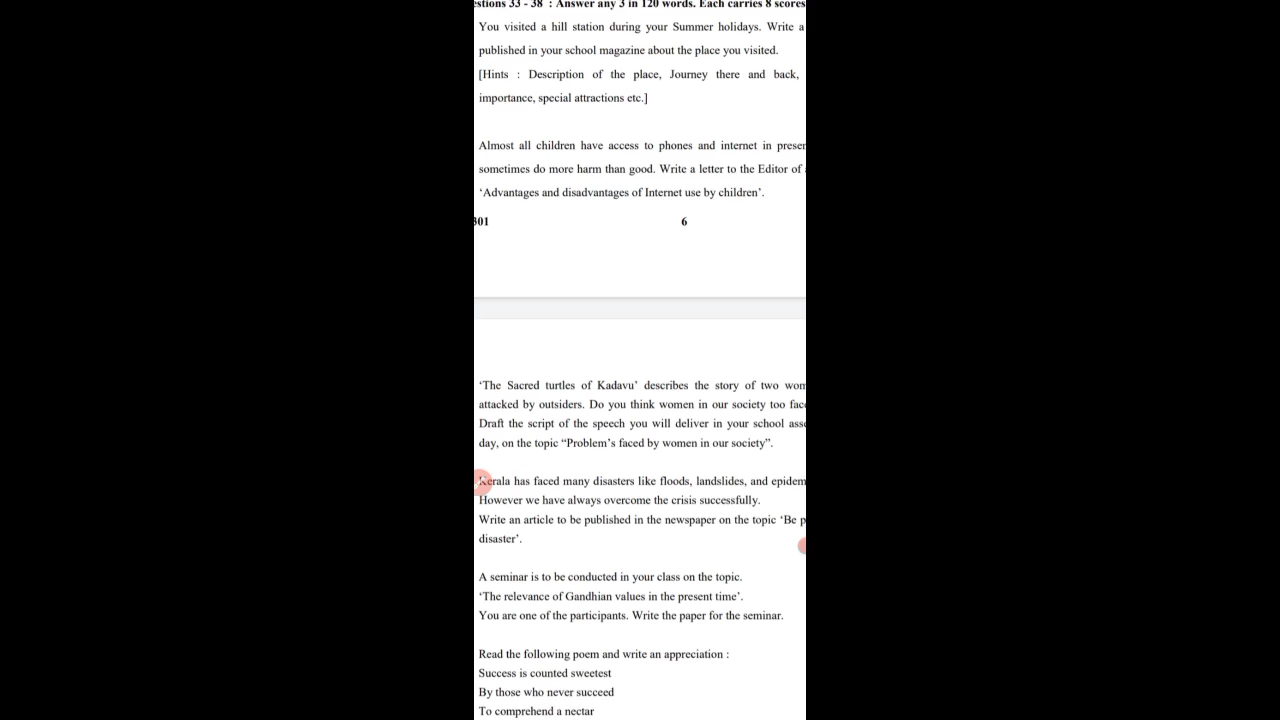 estions 33 - 38 : Answer any 3 in 120 words. Each carries 8 scores
You visited a hill station during your Summer holidays. Write a
published in your school magazine about the place you visited.
[Hints : Description of the place, Journey there and back,
importance, special attractions etc.]
Almost all children have access to phones and internet in presen
sometimes do more harm than good. Write a letter to the Editor of
‘Advantages and disadvantages of Internet use by children’.
301
6
‘The Sacred turtles of Kadavu’ describes the story of two wom
attacked by outsiders. Do you think women in our society too face
Draft the script of the speech you will deliver in your school asse
day, on the topic “Problem’s faced by women in our society”.
Kerala has faced many disasters like floods, landslides, and epidem
However we have always overcome the crisis successfully.
Write an article to be published in the newspaper on the topic ‘Be p
disaster’.
A seminar is to be conducted in your class on the topic.
‘The relevance of Gandhian values in the present time’.
You are one of the participants. Write the paper for the seminar.
Read the following poem and write an appreciation :
Success is counted sweetest
By those who never succeed
To comprehend a nectar